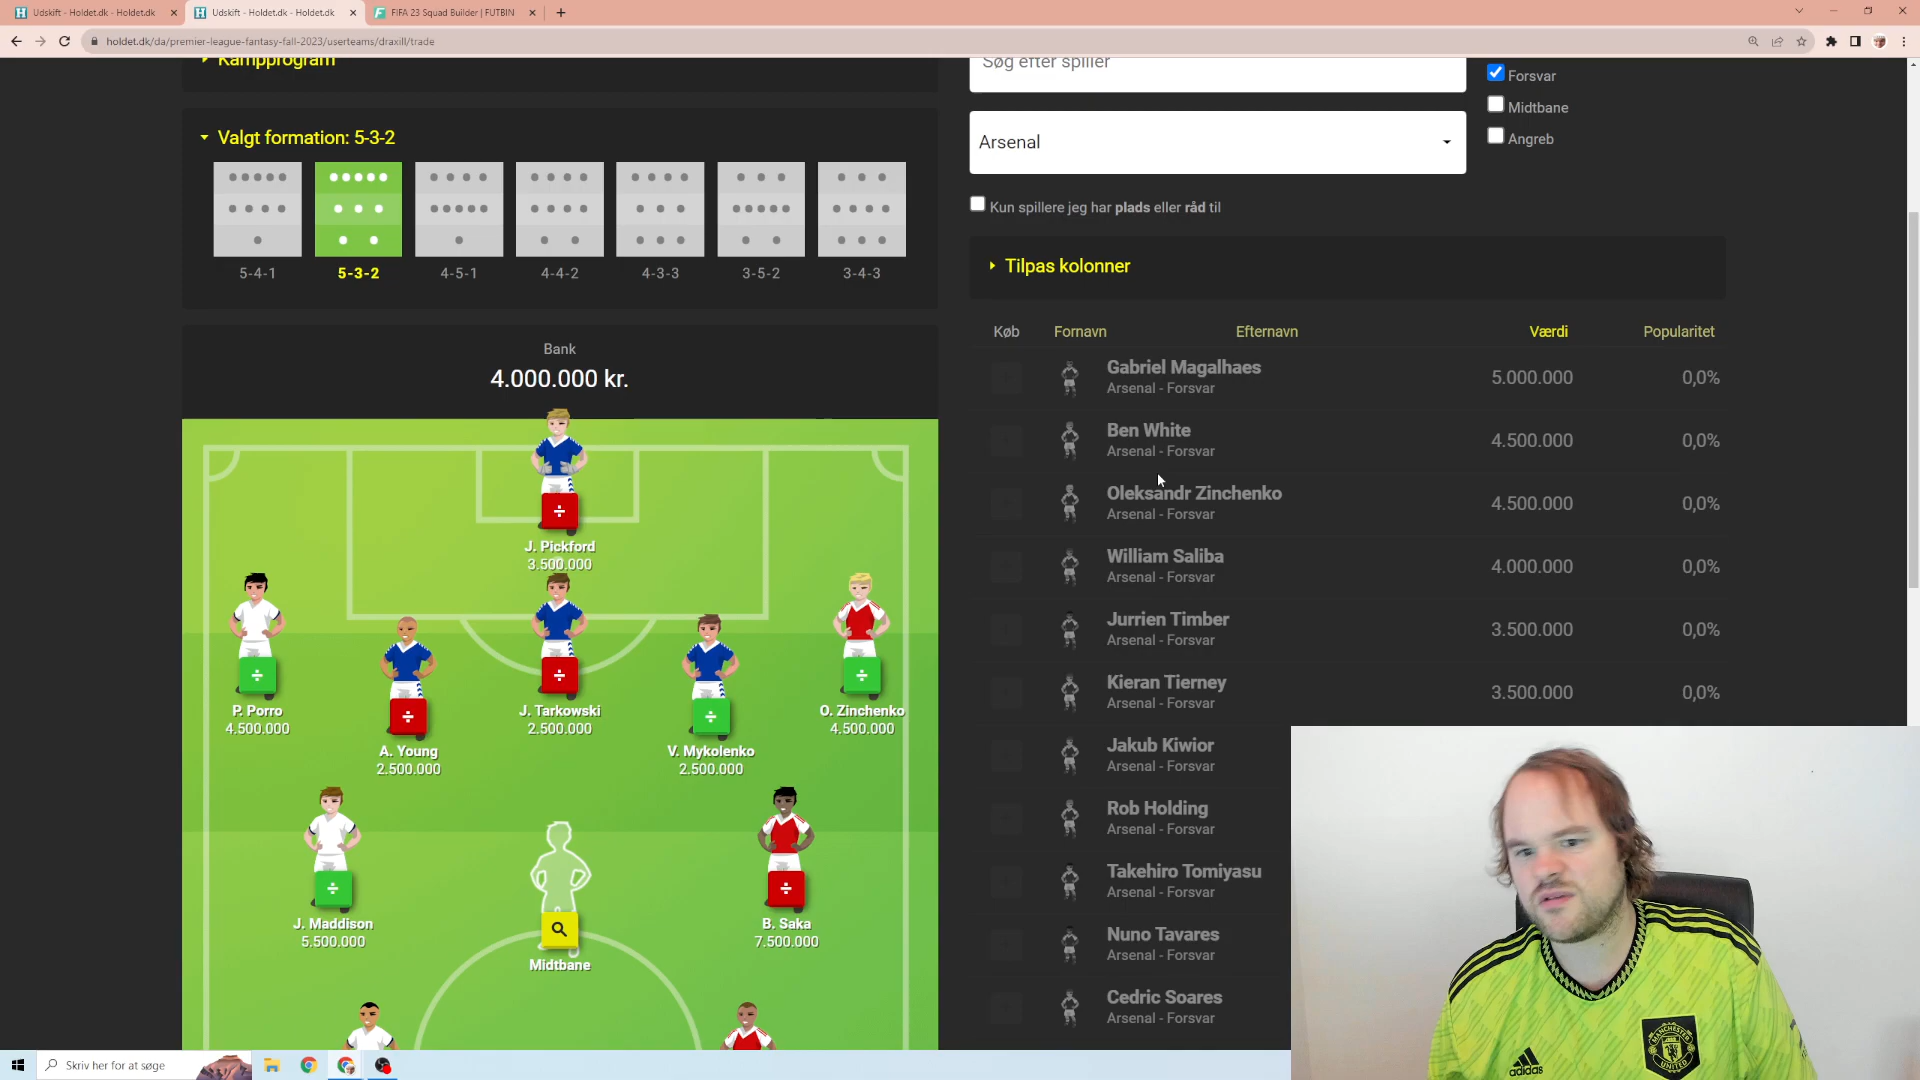 Udskift - Holdet.dk - Holdet.dk
Udskift - Holdet.dk - Holdet.dk
FIFA 23 Squad Builder | FUTBIN
holdet.dk/da/premier-league-fantasy-fall-2023/userteams/draxill/trade
Kampprogram
Valgt formation: 5-3-2
5-4-1
5-3-2
4-5-1
4-4-2
4-3-3
3-5-2
3-4-3
Bank
4.000.000 kr.
J. Pickford
3.500.000
P. Porro
4.500.000
A. Young
2.500.000
J. Tarkowski
2.500.000
V. Mykolenko
2.500.000
O. Zinchenko
4.500.000
J. Maddison
5.500.000
Midtbane
B. Saka
7.500.000
Søg efter spiller
Arsenal
Forsvar
Midtbane
Angreb
Kun spillere jeg har plads eller råd til
Tilpas kolonner
Køb Fornavn Efternavn Værdi Popularitet
Gabriel Magalhaes
Arsenal - Forsvar
5.000.000 0,0%
Ben White
Arsenal - Forsvar
4.500.000 0,0%
Oleksandr Zinchenko
Arsenal - Forsvar
4.500.000 0,0%
William Saliba
Arsenal - Forsvar
4.000.000 0,0%
Jurrien Timber
Arsenal - Forsvar
3.500.000 0,0%
Kieran Tierney
Arsenal - Forsvar
3.500.000 0,0%
Jakub Kiwior
Arsenal - Forsvar
Rob Holding
Arsenal - Forsvar
Takehiro Tomiyasu
Arsenal - Forsvar
Nuno Tavares
Arsenal - Forsvar
Cedric Soares
Arsenal - Forsvar
adidas
MANCHESTER
UNITED
Skriv her for at søge